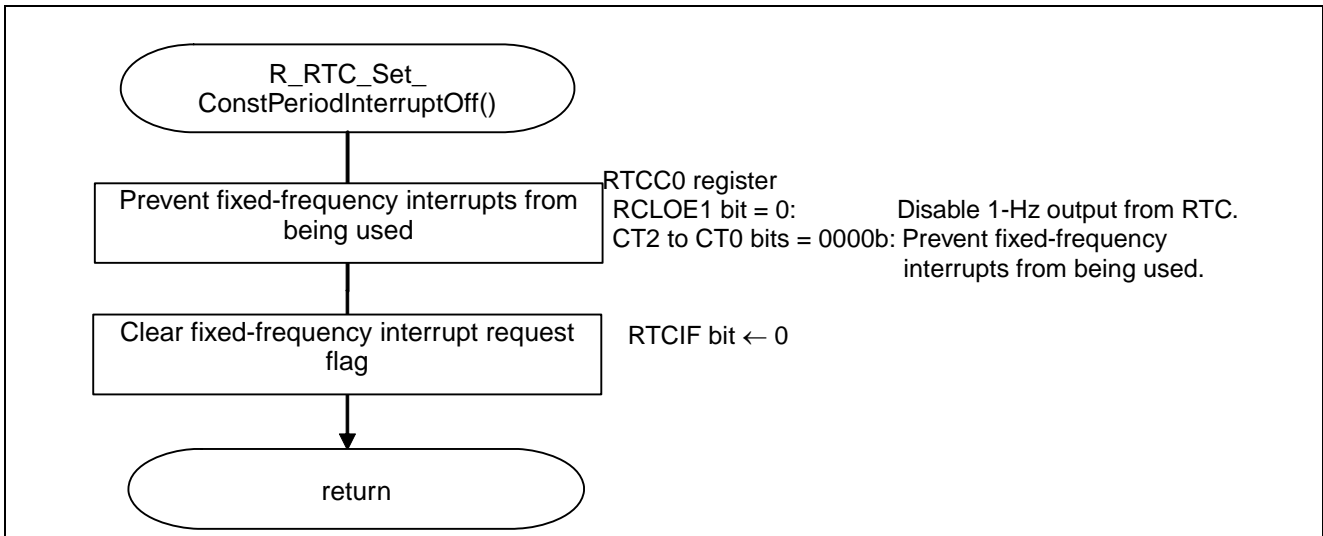 R_RTC_Set_
ConstPeriodInterruptOff()
Prevent fixed-frequency interrupts from
being used
RTCC0 register
RCLOE1 bit = 0: Disable 1-Hz output from RTC.
CT2 to CT0 bits = 0000b: Prevent fixed-frequency
interrupts from being used.
Clear fixed-frequency interrupt request
flag
RTCIF bit ← 0
return